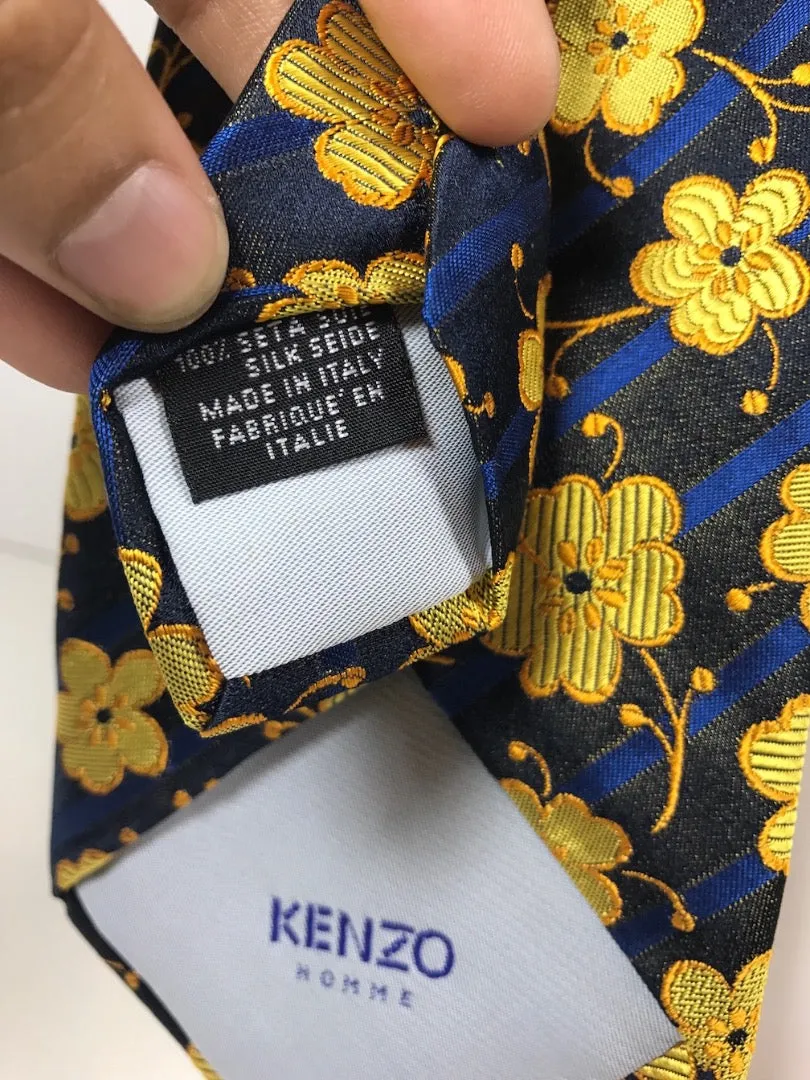 100% SETA SOIE
SILK SEIDE
MADE IN ITALY
FABRIQUE' EN
ITALIE
KENZO
HOMME